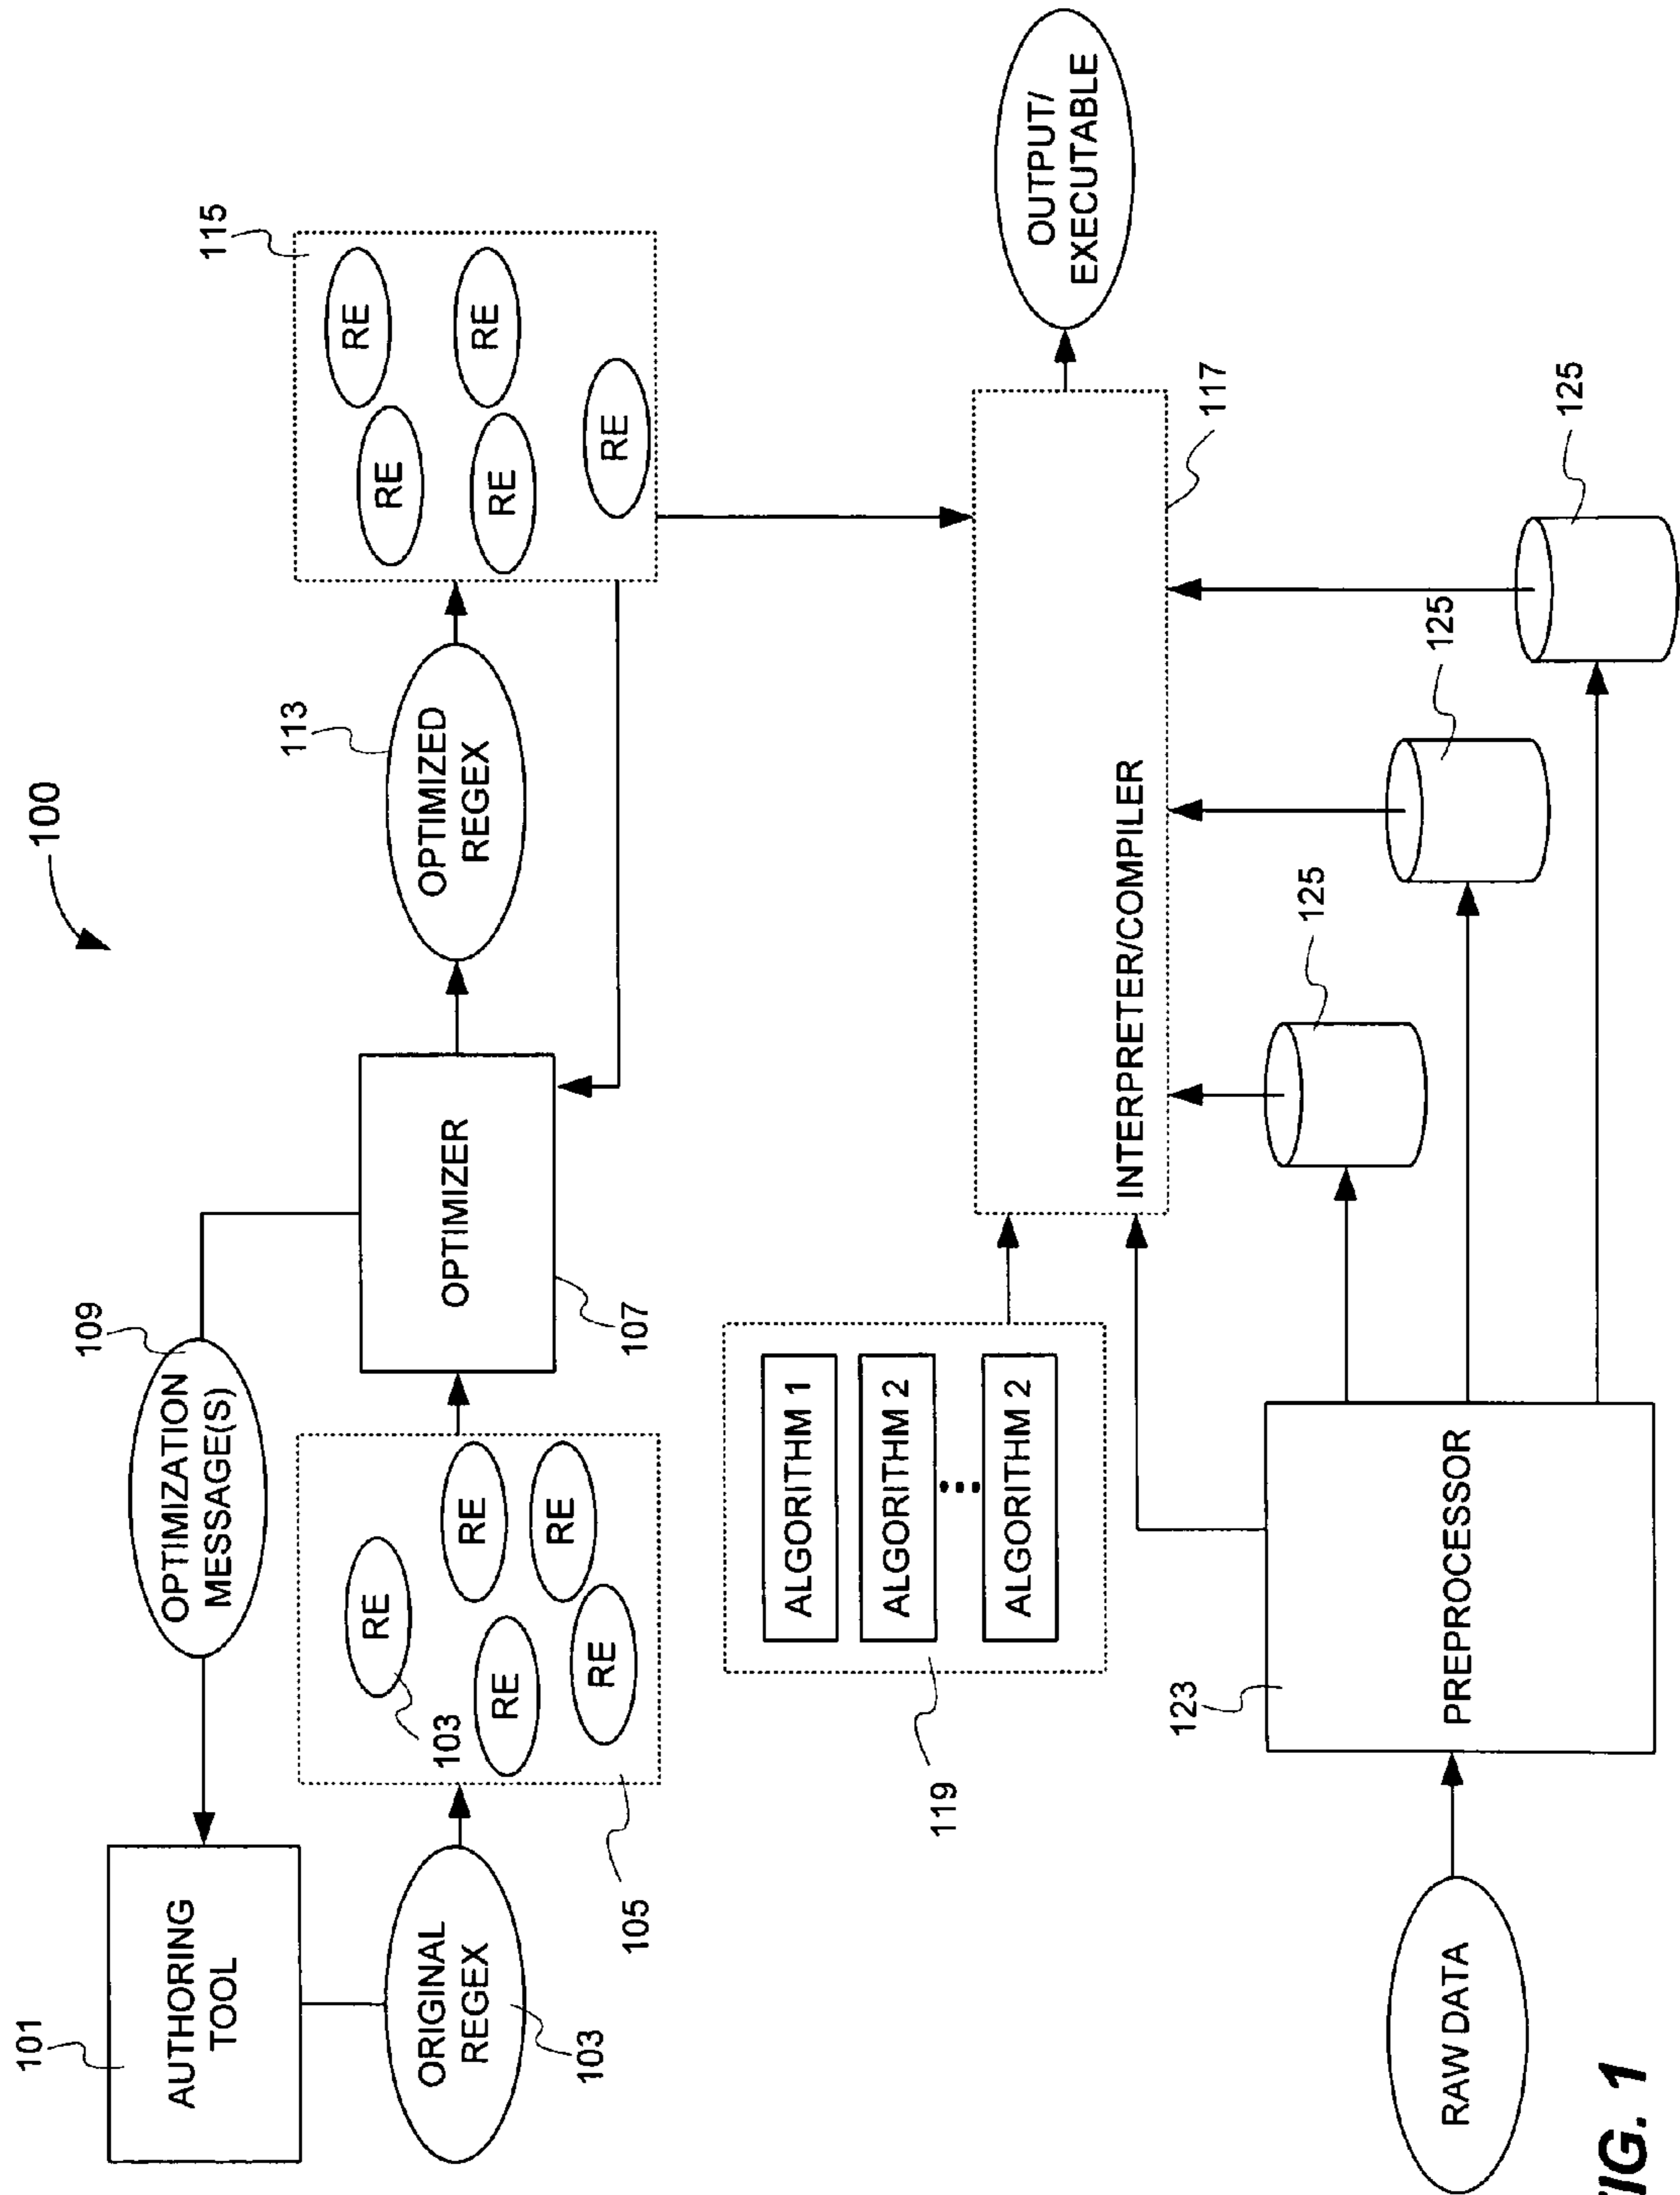 100
101
AUTHORING
TOOL
OPTIMIZATION
MESSAGE(S)
109
ORIGINAL
REGEX
103
105
RE
103
RE
RE
RE
RE
OPTIMIZER
107
OPTIMIZED
REGEX
113
115
RE
RE
RE
RE
RE
119
ALGORITHM 1
ALGORITHM 2
ALGORITHM 2
INTERPRETER/COMPILER
117
OUTPUT/
EXECUTABLE
RAW DATA
123
PREPROCESSOR
125
125
125
FIG. 1